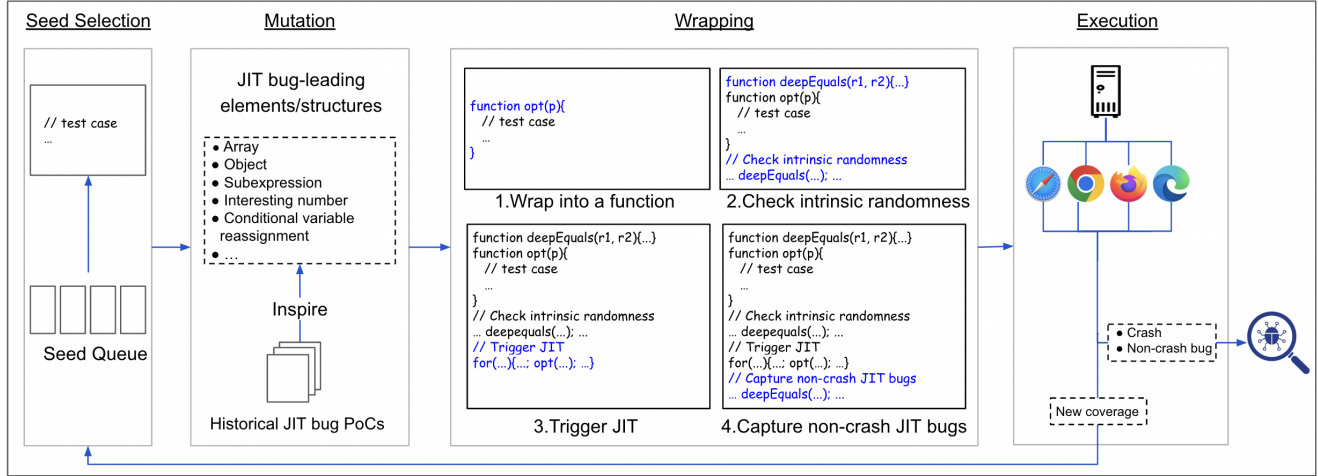 Seed Selection
Mutation
Wrapping
Execution
// test case
...
Seed Queue
JIT bug-leading
elements/structures
● Array
● Object
● Subexpression
● Interesting number
● Conditional variable
reassignment
● ...
Inspire
Historical JIT bug PoCs
function opt(p){
// test case
...
}
1.Wrap into a function
function deepEquals(r1, r2){...}
function opt(p){
// test case
...
}
// Check intrinsic randomness
... deepEquals(...); ...
2.Check intrinsic randomness
function deepEquals(r1, r2){...}
function opt(p){
// test case
...
}
// Check intrinsic randomness
... deepequals(...); ...
// Trigger JIT
for(...){...; opt(...); ...}
3.Trigger JIT
function deepEquals(r1, r2){...}
function opt(p){
// test case
...
}
// Check intrinsic randomness
... deepequals(...); ...
// Trigger JIT
for(...){...; opt(...); ...}
// Capture non-crash JIT bugs
... deepEquals(...); ...
4.Capture non-crash JIT bugs
● Crash
● Non-crash bug
New coverage